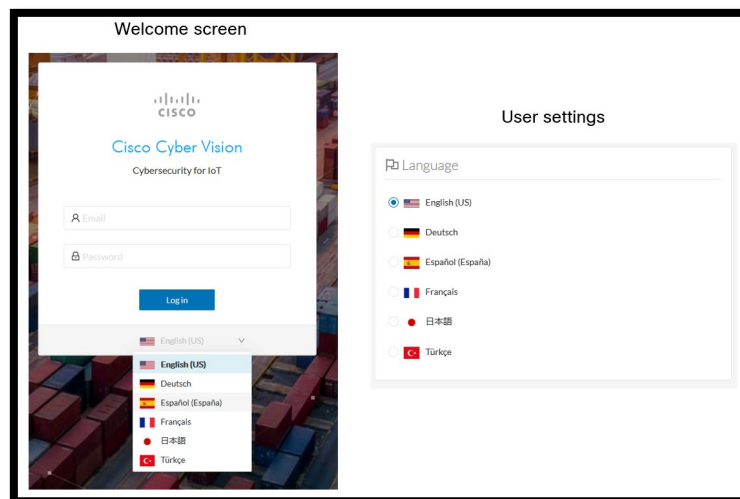 Welcome screen
CISCO
Cisco Cyber Vision
Cybersecurity for IoT
Email
Password
Log in
English (US)
English (US)
Deutsch
Español (España)
Français
日本語
Türkçe
User settings
Language
English (US)
Deutsch
Español (España)
Français
日本語
Türkçe